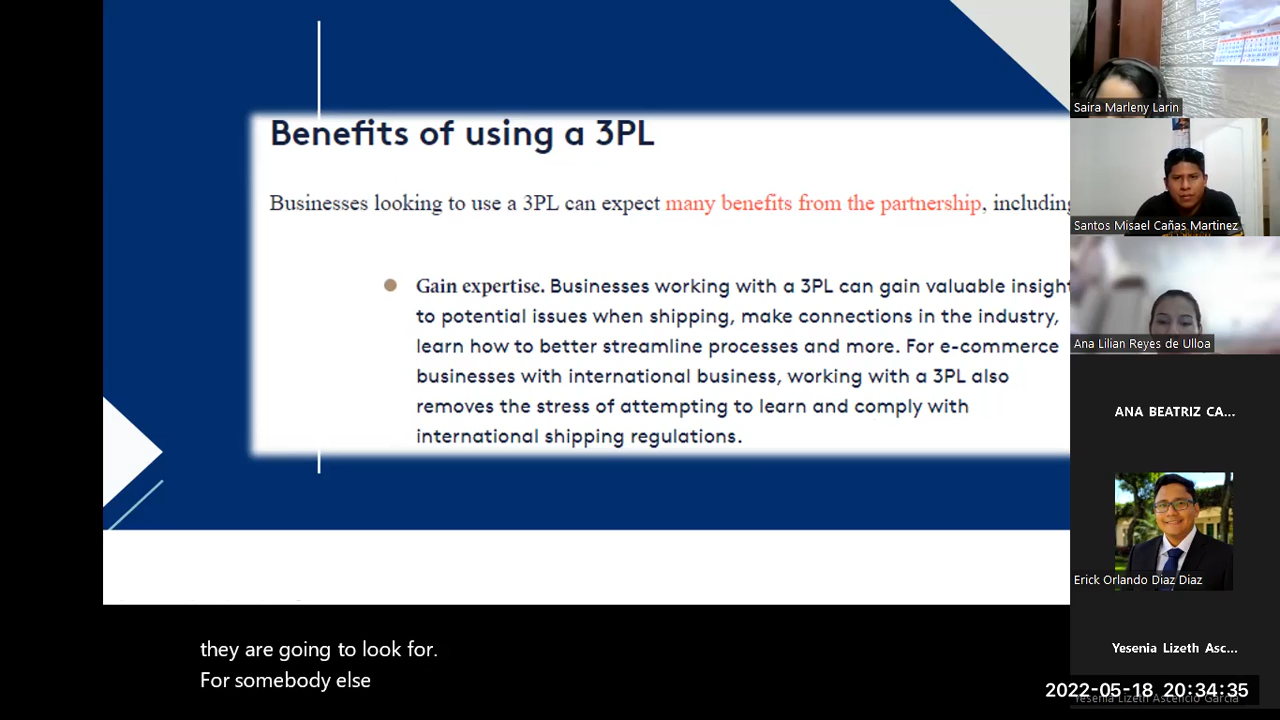 Benefits of using a 3PL
Businesses looking to use a 3PL can expect many benefits from the partnership, including
Gain expertise. Businesses working with a 3PL can gain valuable insight
to potential issues when shipping, make connections in the industry,
learn how to better streamline processes and more. For e-commerce
businesses with international business, working with a 3PL also
removes the stress of attempting to learn and comply with
international shipping regulations.
they are going to look for.
For somebody else
Saira Marleny Larin
Santos Misael Cañas Martinez
Ana Lilian Reyes de Ulloa
ANA BEATRIZ CA...
Erick Orlando Diaz Diaz
Yesenia Lizeth Asc...
Yesenia Lizeth Ascencio Garcia
2022-05-18 20:34:35